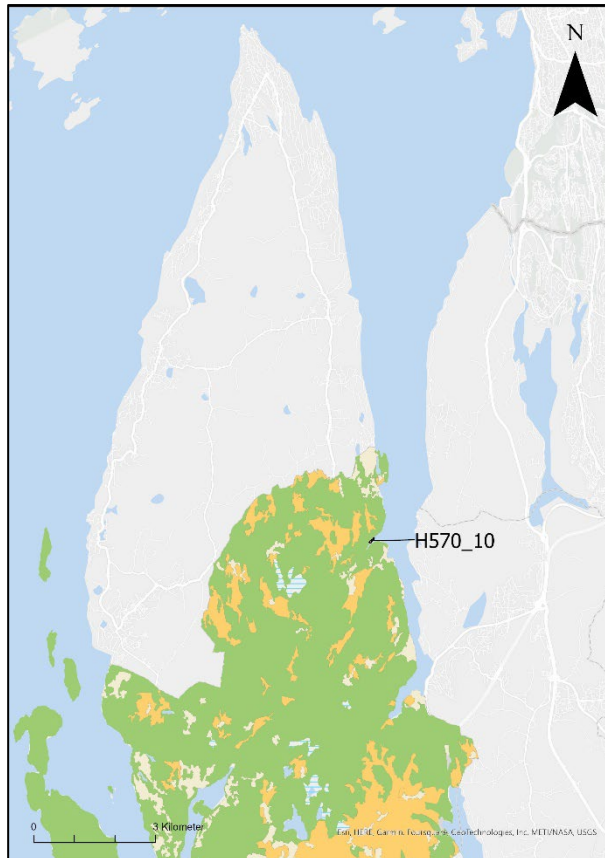 N
H570_10
0 3 Kilometer
Esri, HERE, Garmin, Foursquare, GeoTechnologies, Inc, METI/NASA, USGS